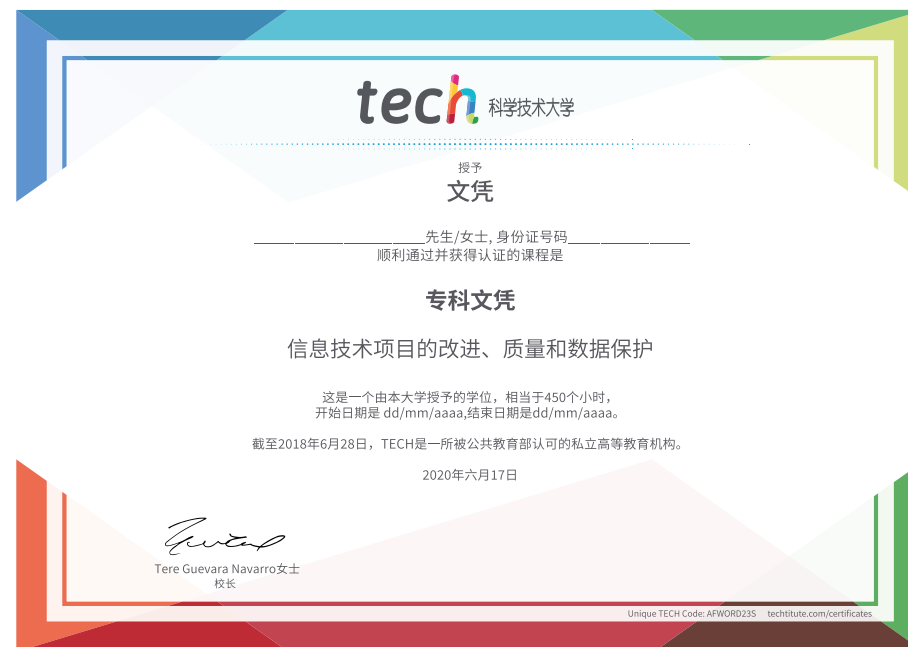 tech 科学技术大学
授予
文凭
______________________先生/女士, 身份证号码_______________
顺利通过并获得认证的课程是
专科文凭
信息技术项目的改进、质量和数据保护
这是一个由本大学授予的学位，相当于450个小时，
开始日期是 dd/mm/aaaa,结束日期是dd/mm/aaaa。
截至2018年6月28日，TECH是一所被公共教育部认可的私立高等教育机构。
2020年六月17日
Tere Guevara Navarro女士
校长
Unique TECH Code: AFWORD23S techtitute.com/certificates